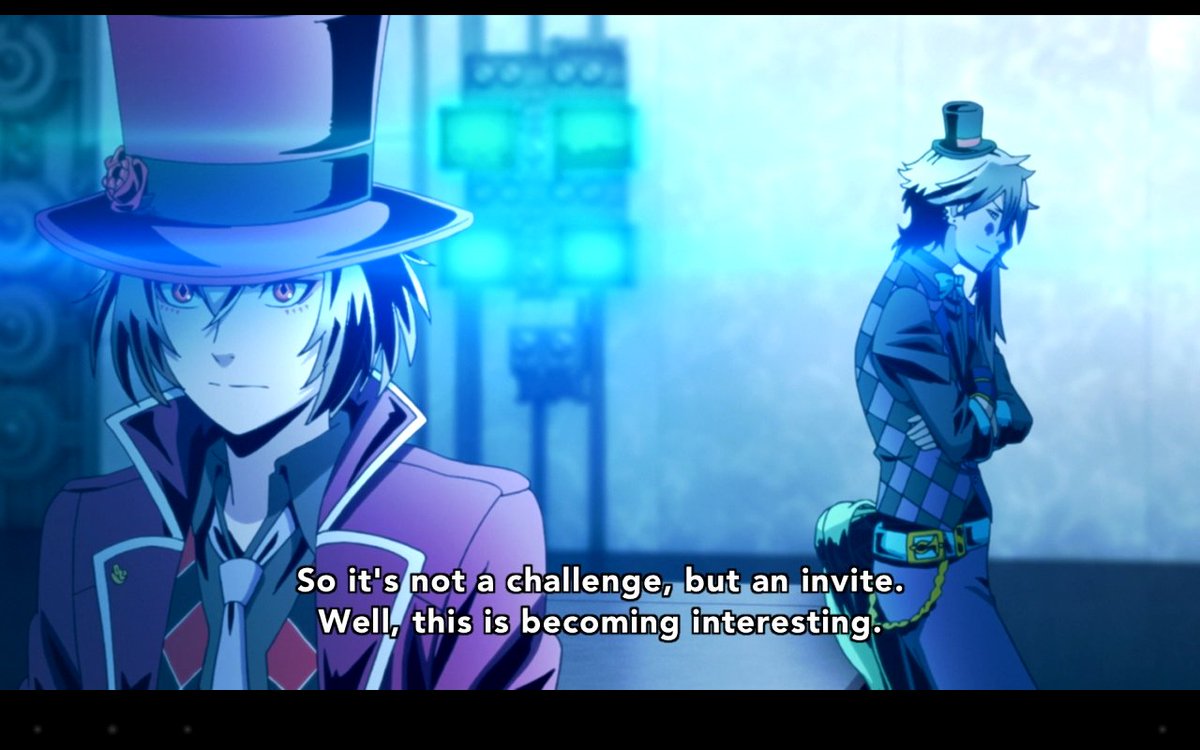 So it's not a challenge, but an invite.
Well, this is becoming interesting.